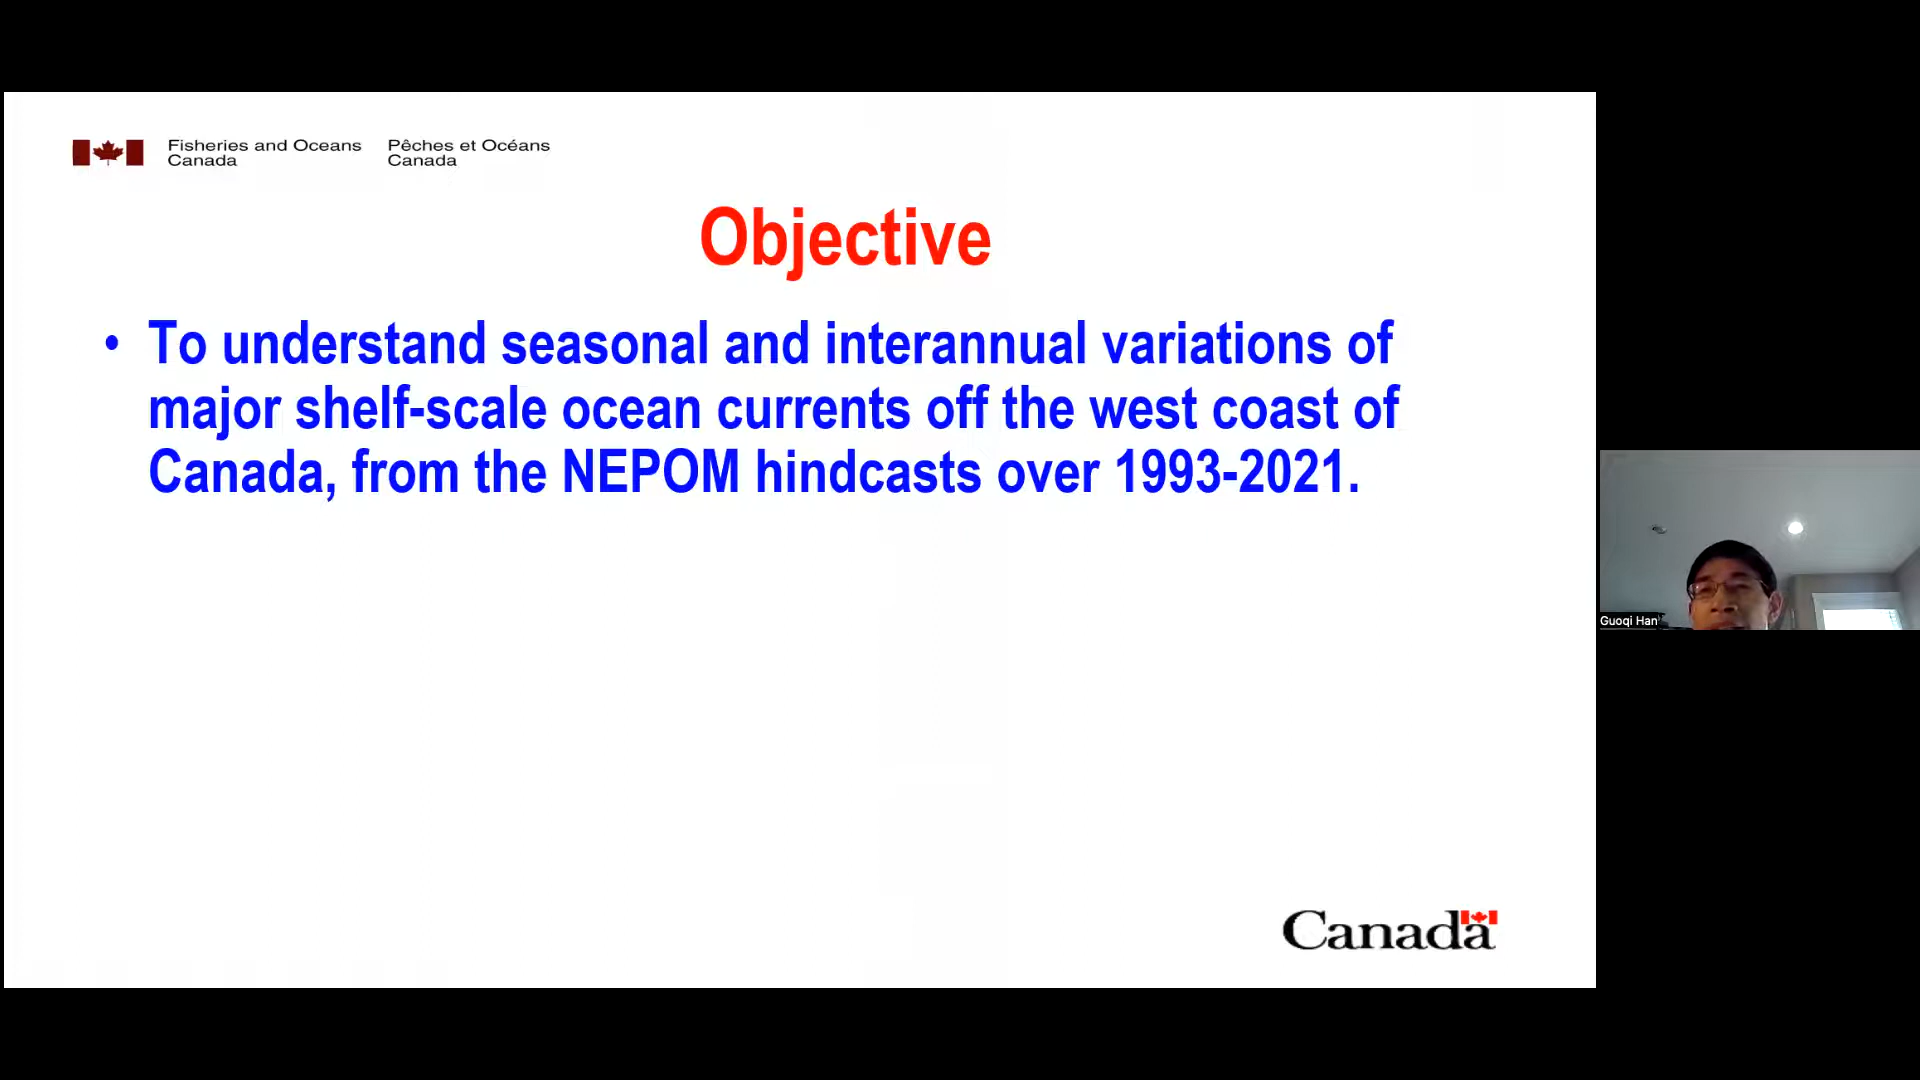 Fisheries and Oceans Canada
Pêches et Océans Canada
Objective
• To understand seasonal and interannual variations of
major shelf-scale ocean currents off the west coast of
Canada, from the NEPOM hindcasts over 1993-2021.
Guoqi Han
Canada